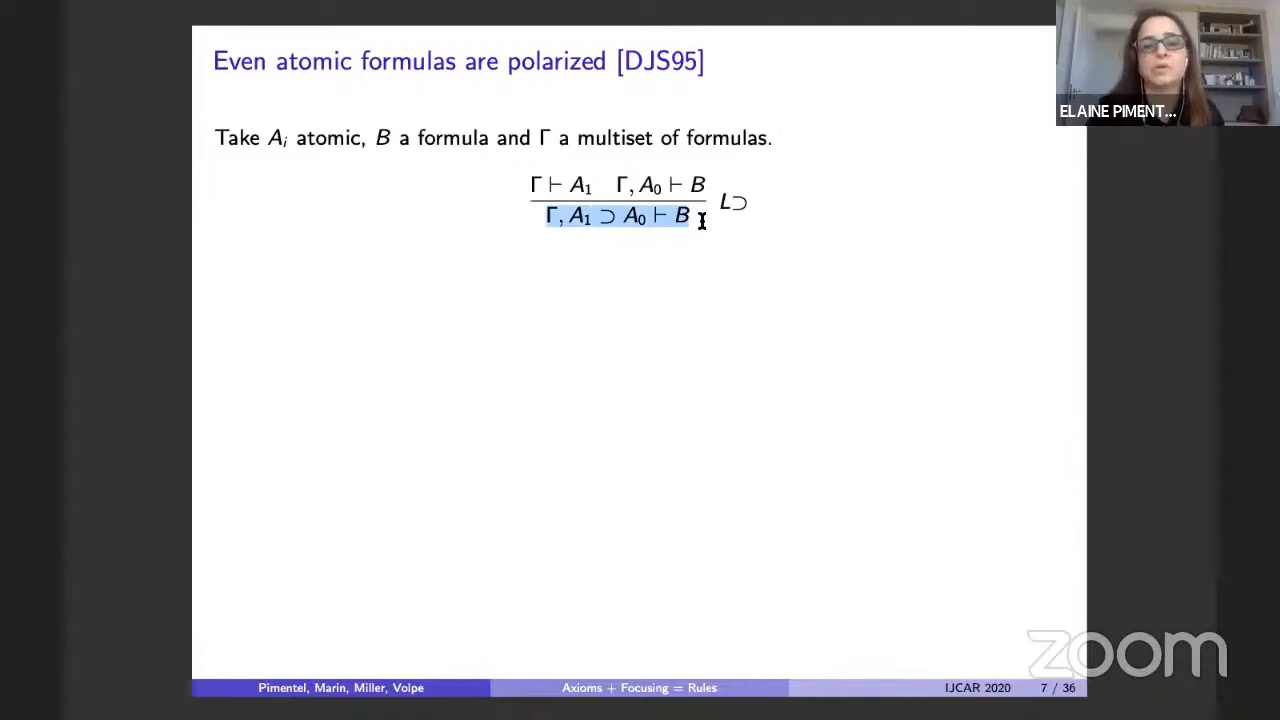 Even atomic formulas are polarized [DJS95]
ELAINE PIMENT...
Take Aᵢ atomic, B a formula and Γ a multiset of formulas.
Γ ⊢ A₁ Γ, A₀ ⊢ B
L⊃
Γ, A₁ ⊃ A₀ ⊢ B
zoom
Pimentel, Marin, Miller, Volpe
Axioms + Focusing = Rules
IJCAR 2020
7 / 36